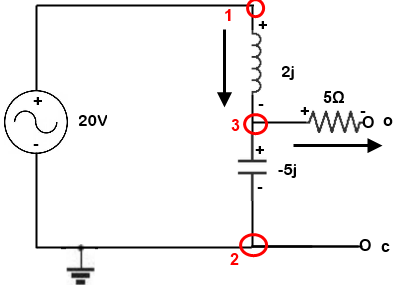 1
+
2j
-
+
20V
-
3
+
5Ω
-
o
+
-5j
-
2
c